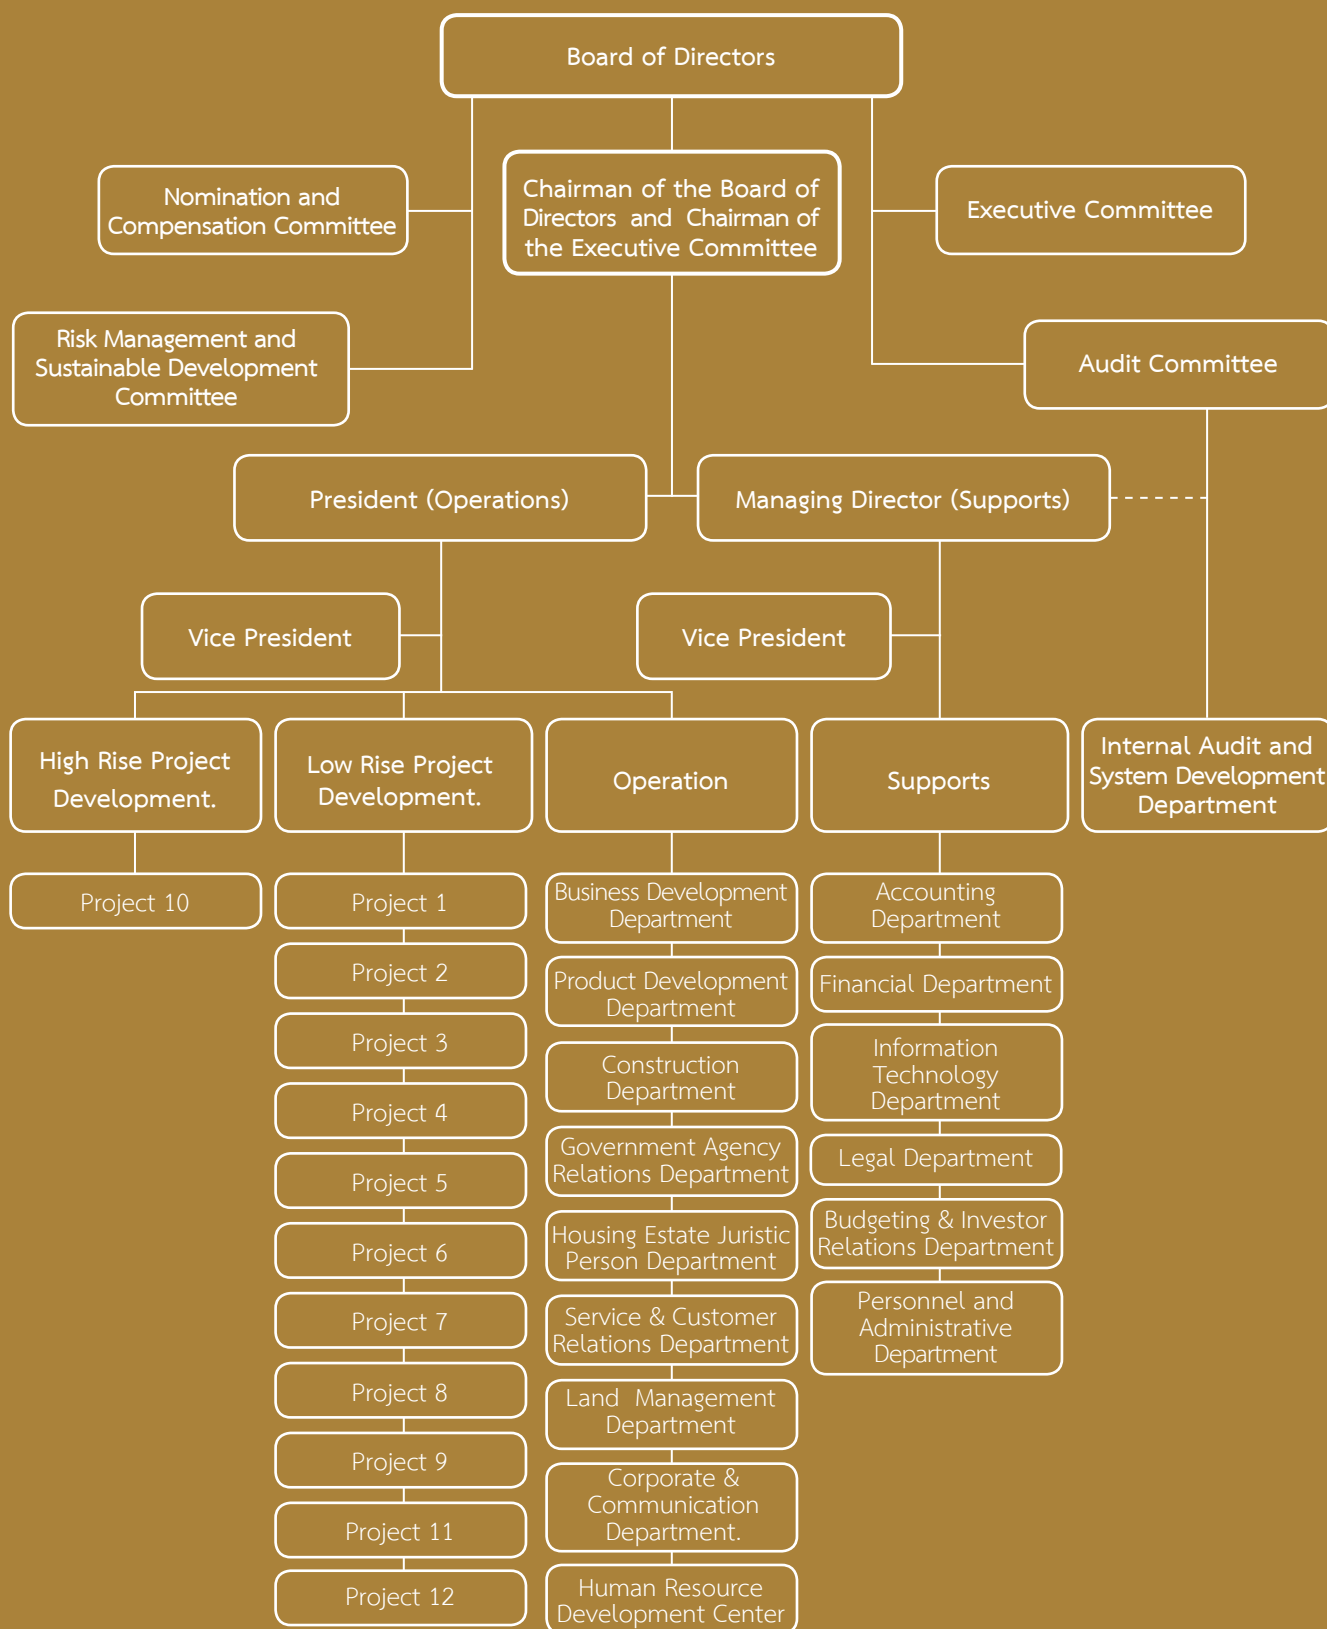 Board of Directors
Nomination and
Compensation Committee
Chairman of the Board of
Directors and Chairman of
the Executive Committee
Executive Committee
Risk Management and
Sustainable Development
Committee
Audit Committee
President (Operations)
Managing Director (Supports)
Vice President
Vice President
High Rise Project
Development.
Low Rise Project
Development.
Operation
Supports
Internal Audit and
System Development
Department
Project 10
Project 1
Project 2
Project 3
Project 4
Project 5
Project 6
Project 7
Project 8
Project 9
Project 11
Project 12
Business Development
Department
Product Development
Department
Construction
Department
Government Agency
Relations Department
Housing Estate Juristic
Person Department
Service & Customer
Relations Department
Land Management
Department
Corporate &
Communication
Department.
Human Resource
Development Center
Accounting
Department
Financial Department
Information
Technology
Department
Legal Department
Budgeting & Investor
Relations Department
Personnel and
Administrative
Department